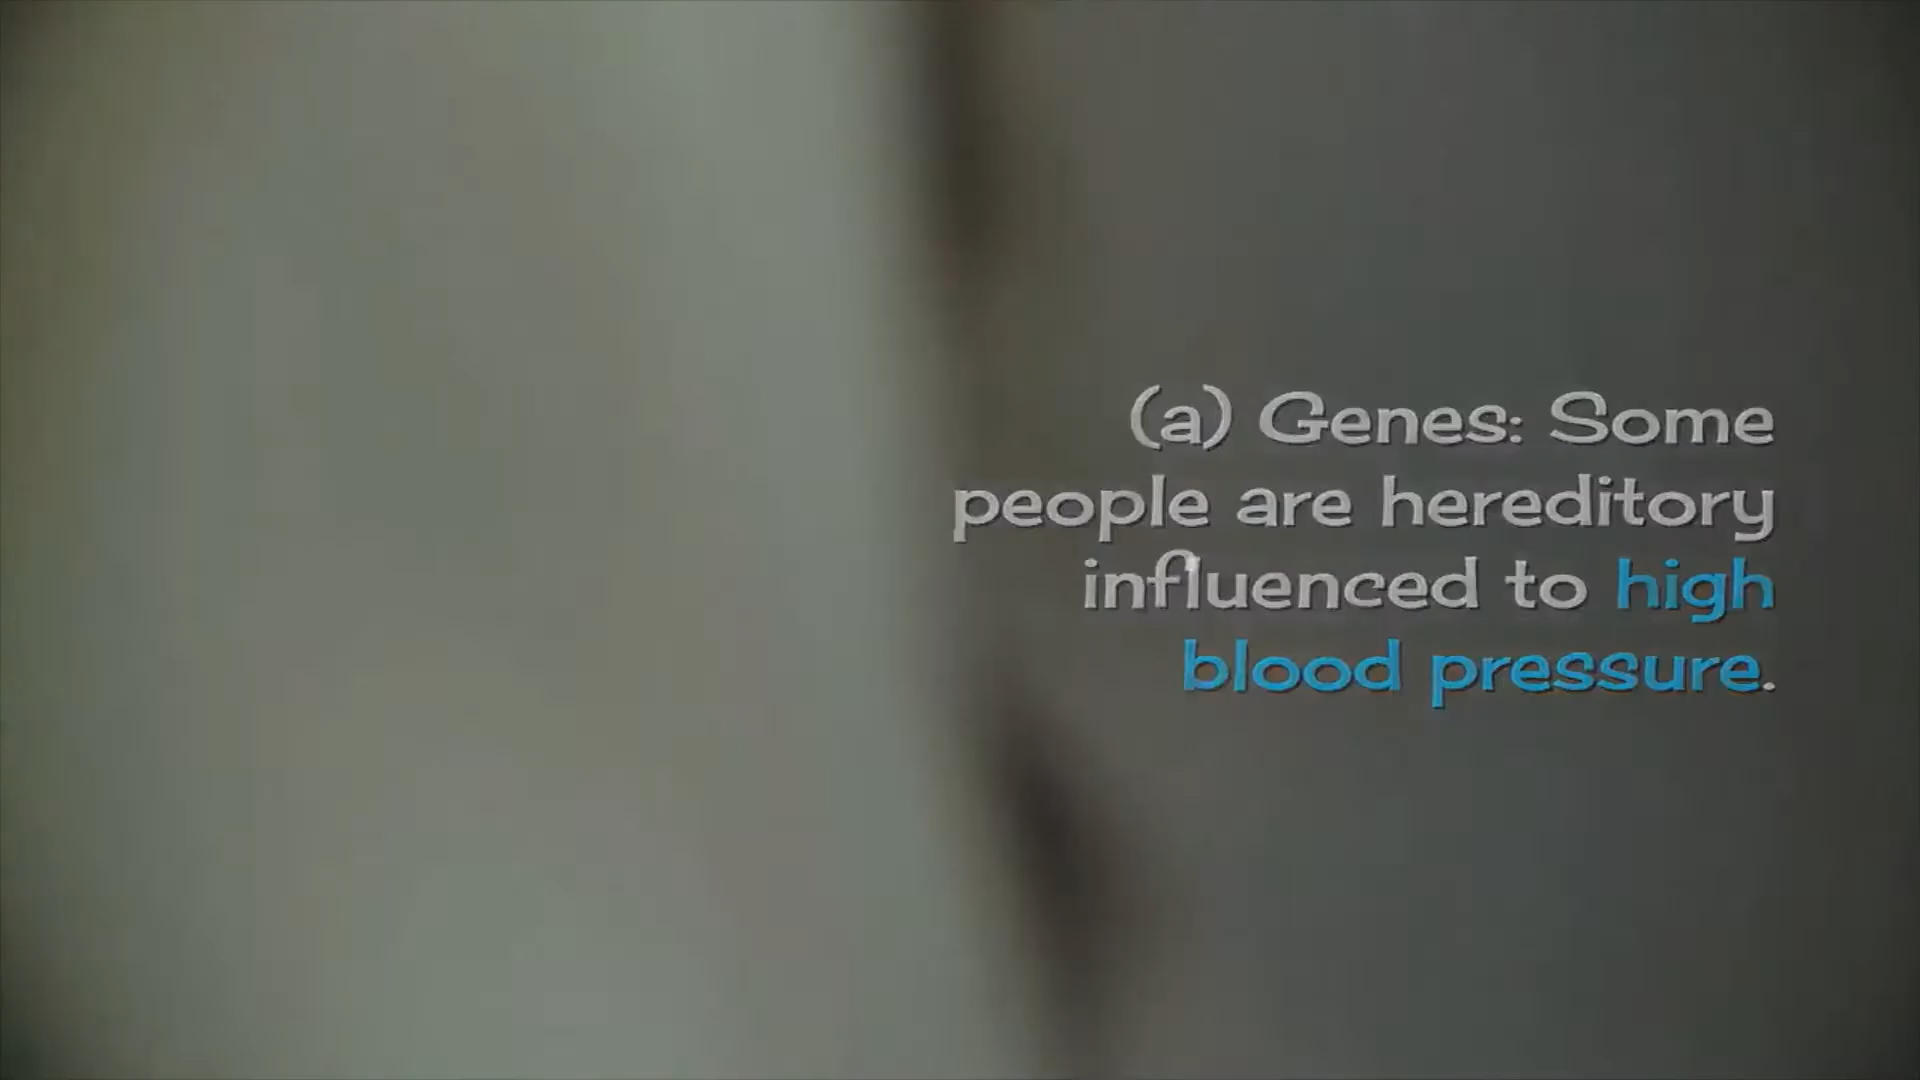 (a) Genes: Some
people are hereditory
influenced to high
blood pressure.